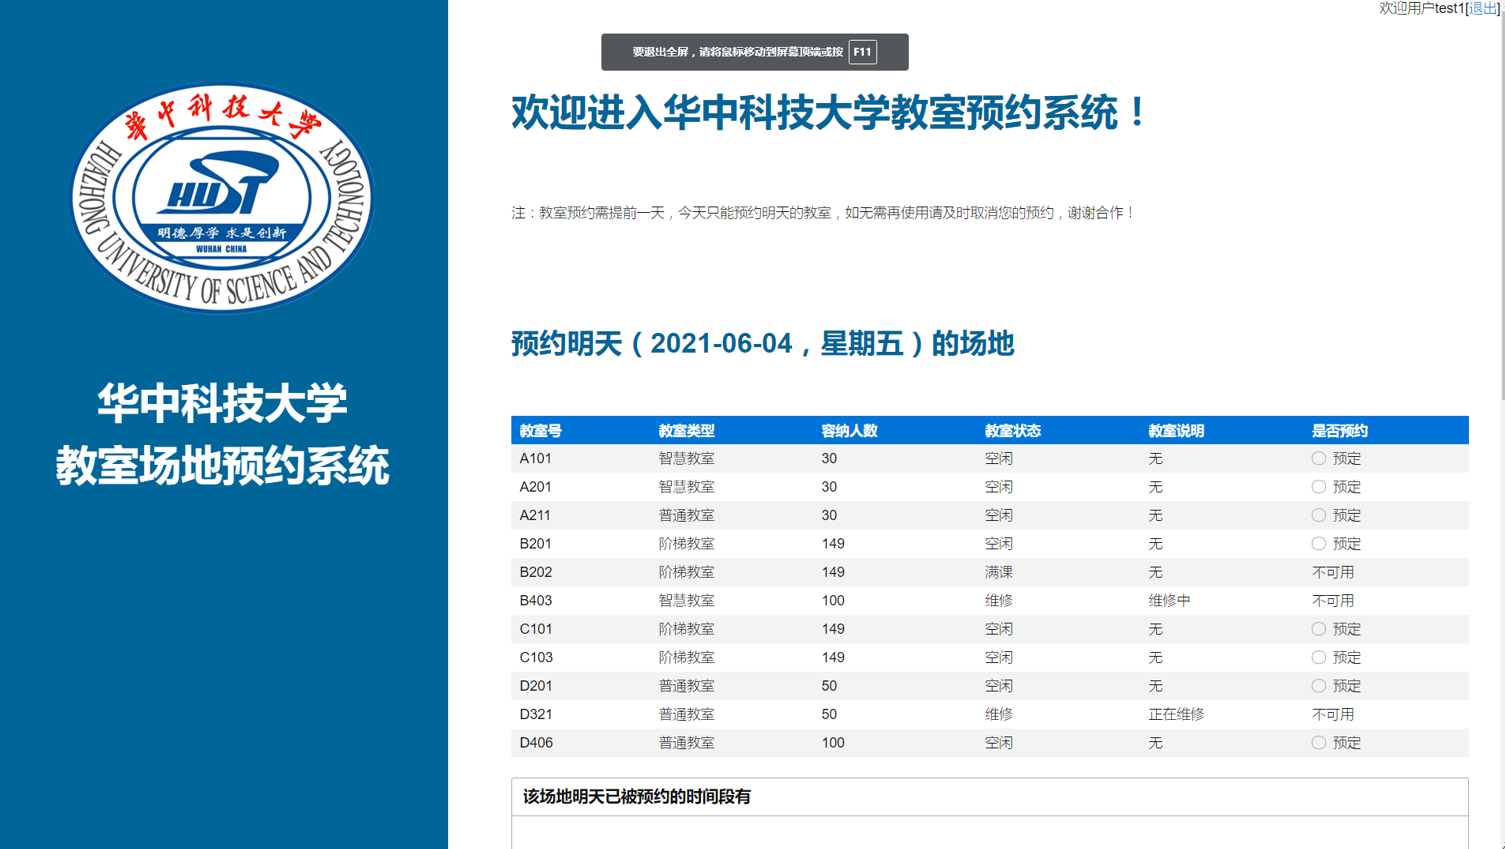 欢迎用户test1[退出]
要退出全屏，请将鼠标移动到屏幕顶端或按 F11
華中科技大学
HUAZHONG UNIVERSITY OF SCIENCE AND TECHNOLOGY
HUST
明德厚学 求是创新
WUHAN CHINA
华中科技大学
教室场地预约系统
欢迎进入华中科技大学教室预约系统！
注：教室预约需提前一天，今天只能预约明天的教室，如无需再使用请及时取消您的预约，谢谢合作！
预约明天（2021-06-04，星期五）的场地
教室号 教室类型 容纳人数 教室状态 教室说明 是否预约
A101 智慧教室 30 空闲 无 预定
A201 智慧教室 30 空闲 无 预定
A211 普通教室 30 空闲 无 预定
B201 阶梯教室 149 空闲 无 预定
B202 阶梯教室 149 满课 无 不可用
B403 智慧教室 100 维修 维修中 不可用
C101 阶梯教室 149 空闲 无 预定
C103 阶梯教室 149 空闲 无 预定
D201 普通教室 50 空闲 无 预定
D321 普通教室 50 维修 正在维修 不可用
D406 普通教室 100 空闲 无 预定
该场地明天已被预约的时间段有